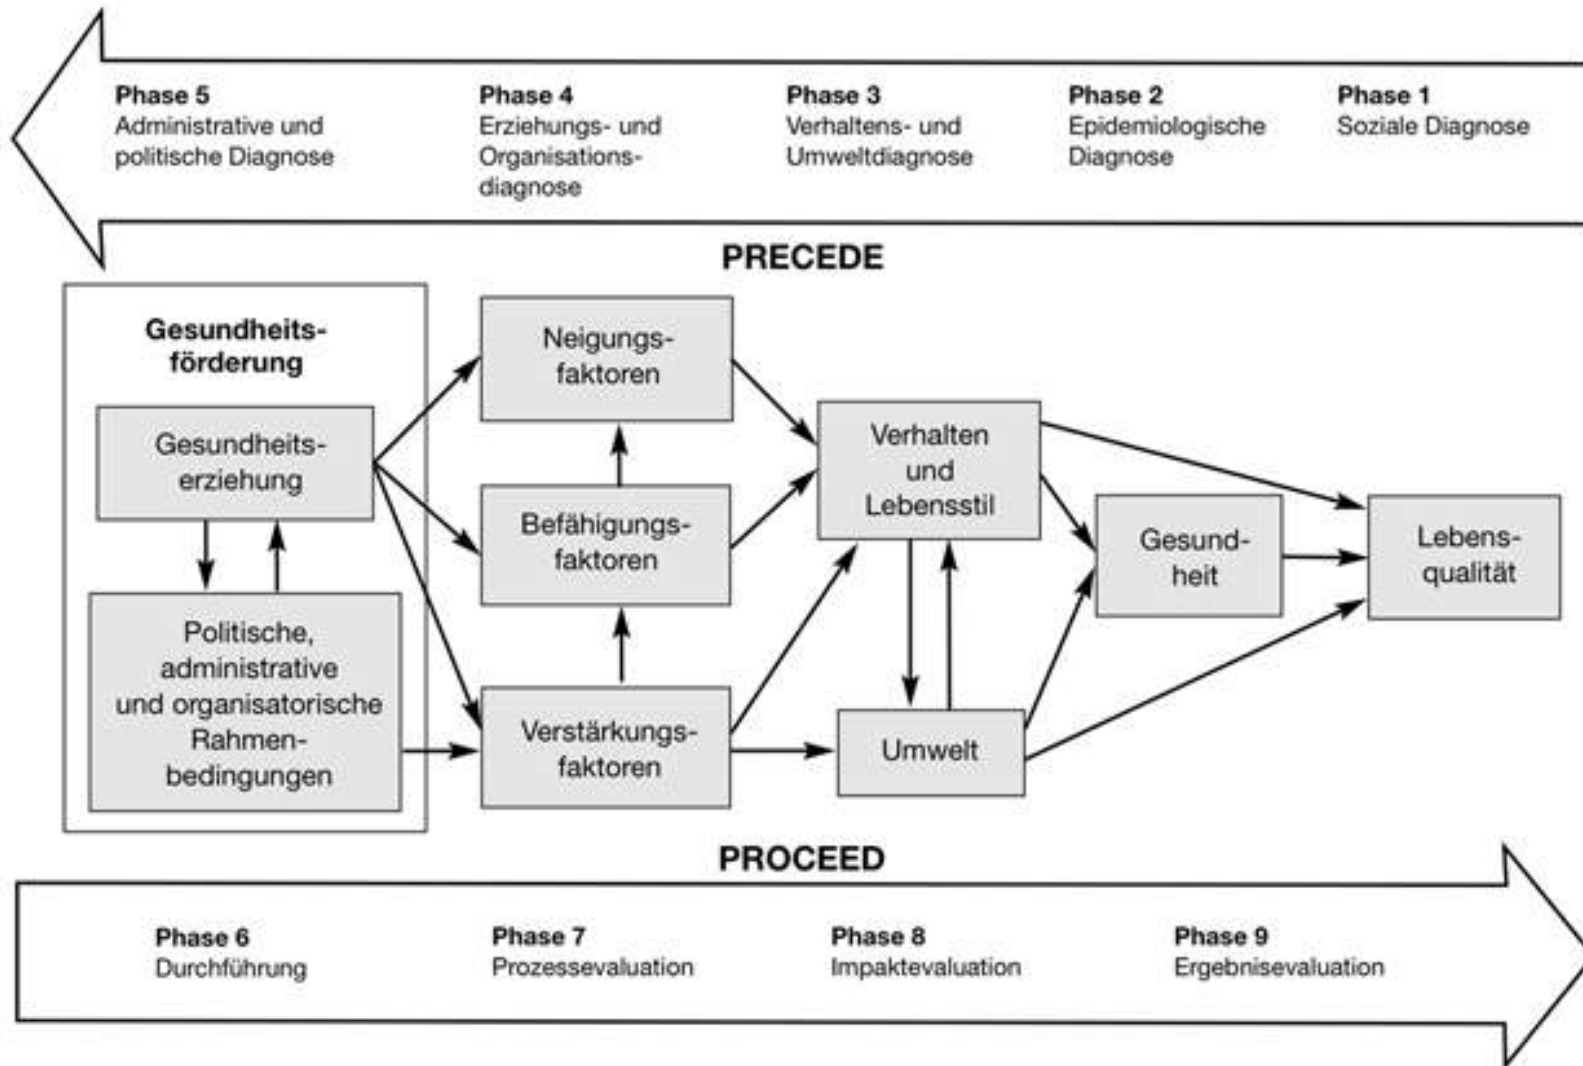 Phase 5
Administrative und
politische Diagnose
Phase 4
Erziehungs- und
Organisations-
diagnose
Phase 3
Verhaltens- und
Umweltdiagnose
Phase 2
Epidemiologische
Diagnose
Phase 1
Soziale Diagnose
PRECEDE
Gesundheits-
förderung
Gesundheits-
erziehung
Politische,
administrative
und organisatorische
Rahmen-
bedingungen
Neigungs-
faktoren
Befähigungs-
faktoren
Verstärkungs-
faktoren
Verhalten
und
Lebensstil
Umwelt
Gesund-
heit
Lebens-
qualität
PROCEED
Phase 6
Durchführung
Phase 7
Prozessevaluation
Phase 8
Impaktevaluation
Phase 9
Ergebnisevaluation